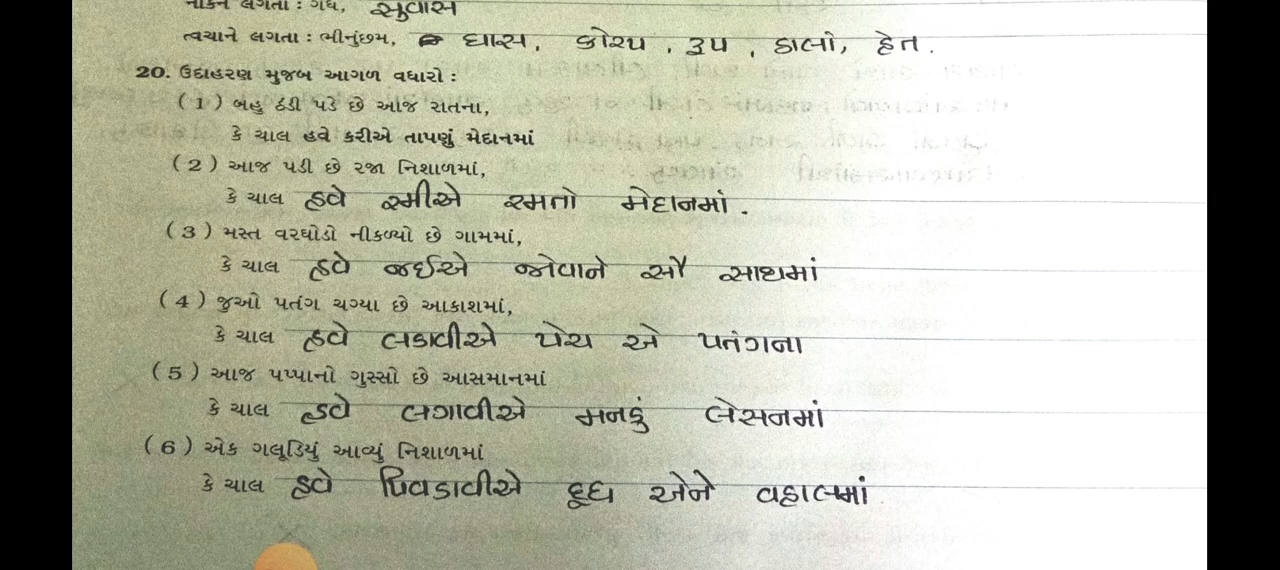 નાકને લગતા : ગંધ, સુવાસ
ત્વચાને લગતા : ભીનુંછમ, ઘાસ, કોરાપ, રૂપ, ડાલો, હેત.
20. ઉદાહરણ મુજબ આગળ વધારો :
(1) બહુ ઠંડી પડે છે આજ રાતના,
કે ચાલ હવે કરીએ તાપણું મેદાનમાં
(2) આજ પડી છે રજા નિશાળમાં,
કે ચાલ હવે રમીએ રમતો મેદાનમાં.
(3) મસ્ત વરઘોડો નીકળ્યો છે ગામમાં,
કે ચાલ હવે જઈએ જોવાને સૌ સાથમાં
(4) જુઓ પતંગ ચગ્યા છે આકાશમાં,
કે ચાલ હવે લડાવીએ પેચ એ પતંગના
(5) આજ પપ્પાનો ગુસ્સો છે આસમાનમાં
કે ચાલ હવે લગાવીએ મનડું લેસનમાં
(6) એક ગલૂડિયું આવ્યું નિશાળમાં
કે ચાલ હવે પિવડાવીએ દૂધ એને વહાલમાં